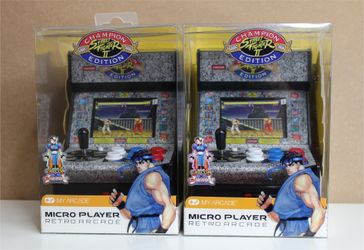 CHAMPION
STREET
FIGHTER
II
EDITION
MY ARCADE
MICRO PLAYER
RETRO ARCADE
CHAMPION
STREET
FIGHTER
II
EDITION
MY ARCADE
MICRO PLAYER
RETRO ARCADE